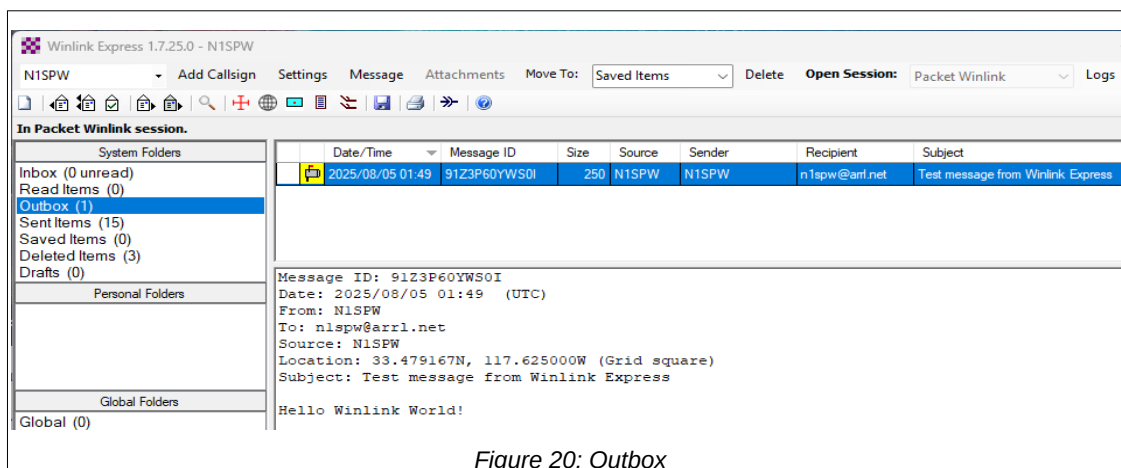 Winlink Express 1.7.25.0 - N1SPW
N1SPW Add Callsign Settings Message Attachments Move To: Saved Items Delete Open Session: Packet Winlink Logs
In Packet Winlink session.
System Folders
Inbox (0 unread)
Read Items (0)
Outbox (1)
Sent Items (15)
Saved Items (0)
Deleted Items (3)
Drafts (0)
Personal Folders
Global Folders
Global (0)
Date/Time Message ID Size Source Sender Recipient Subject
2025/08/05 01:49 91Z3P60YWS0I 250 N1SPW N1SPW n1spw@arrl.net Test message from Winlink Express
Message ID: 91Z3P60YWS0I
Date: 2025/08/05 01:49 (UTC)
From: N1SPW
To: n1spw@arrl.net
Source: N1SPW
Location: 33.479167N, 117.625000W (Grid square)
Subject: Test message from Winlink Express
Hello Winlink World!
Figure 20: Outbox